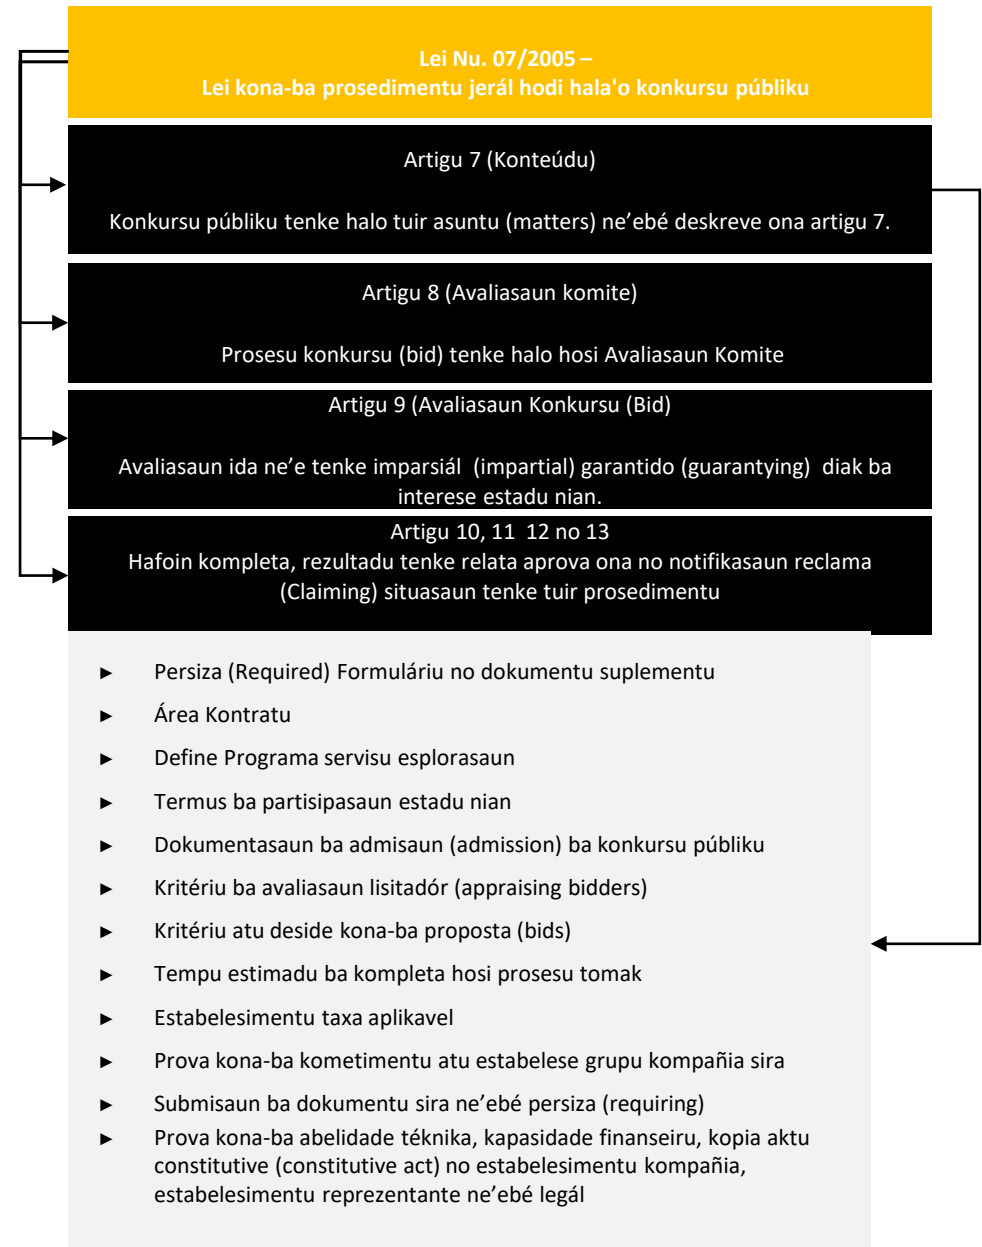 Lei Nu. 07/2005 –
Lei kona-ba prosedimentu jerál hodi hala'o konkursu públiku
Artigu 7 (Konteúdu)
Konkursu públiku tenke halo tuir asuntu (matters) ne’ebé deskreve ona artigu 7.
Artigu 8 (Avaliasaun komite)
Prosesu konkursu (bid) tenke halo hosi Avaliasaun Komite
Artigu 9 (Avaliasaun Konkursu (Bid)
Avaliasaun ida ne’e tenke imparsiál (impartial) garantido (guarantying) diak ba
interese estadu nian.
Artigu 10, 11 12 no 13
Hafoin kompleta, rezultadu tenke relata aprova ona no notifikasaun reclama
(Claiming) situasaun tenke tuir prosedimentu
► Persiza (Required) Formuláriu no dokumentu suplementu
► Área Kontratu
► Define Programa servisu esplorasaun
► Termus ba partisipasaun estadu nian
► Dokumentasaun ba admisaun (admission) ba konkursu públiku
► Kritériu ba avaliasaun lisitadór (appraising bidders)
► Kritériu atu deside kona-ba proposta (bids)
► Tempu estimadu ba kompleta hosi prosesu tomak
► Estabelesimentu taxa aplikavel
► Prova kona-ba kometimentu atu estabelese grupu kompañia sira
► Submisaun ba dokumentu sira ne’ebé persiza (requiring)
► Prova kona-ba abelidade téknika, kapasidade finanseiru, kopia aktu
constitutive (constitutive act) no estabelesimentu kompañia,
estabelesimentu reprezentante ne’ebé legál